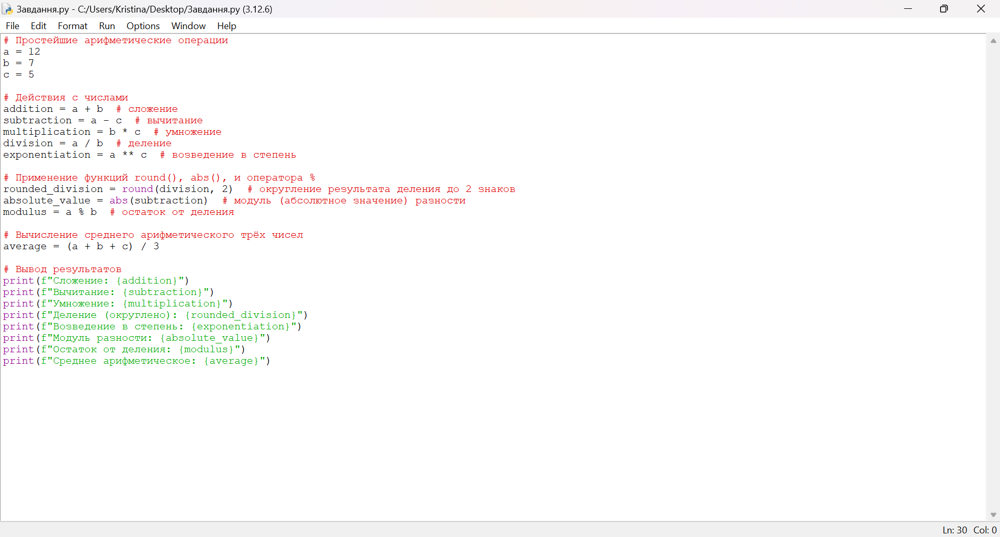 Завдання.py - C:/Users/Kristina/Desktop/Завдання.py (3.12.6)
File Edit Format Run Options Window Help
# Простейшие арифметические операции
a = 12
b = 7
c = 5
# Действия с числами
addition = a + b  # сложение
subtraction = a - c  # вычитание
multiplication = b * c  # умножение
division = a / b  # деление
exponentiation = a ** c  # возведение в степень
# Применение функций round(), abs(), и оператора %
rounded_division = round(division, 2)  # округление результата деления до 2 знаков
absolute_value = abs(subtraction)  # модуль (абсолютное значение) разности
modulus = a % b  # остаток от деления
# Вычисление среднего арифметического трёх чисел
average = (a + b + c) / 3
# Вывод результатов
print(f"Сложение: {addition}")
print(f"Вычитание: {subtraction}")
print(f"Умножение: {multiplication}")
print(f"Деление (округлено): {rounded_division}")
print(f"Возведение в степень: {exponentiation}")
print(f"Модуль разности: {absolute_value}")
print(f"Остаток от деления: {modulus}")
print(f"Среднее арифметическое: {average}")
Ln: 30 Col: 0